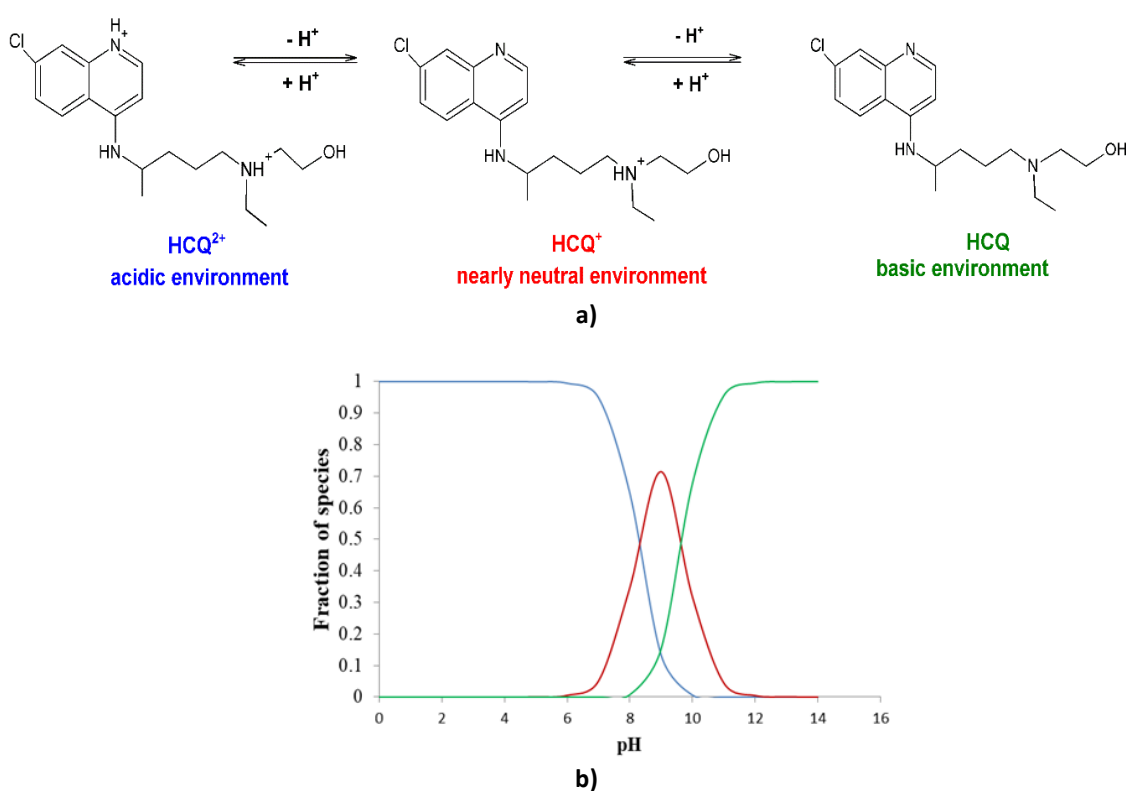 H
N+
Cl
- H+
+ H+
HN
NH+
OH
HCQ2+
acidic environment
Cl
N
- H+
+ H+
HN
HN+
OH
HCQ+
nearly neutral environment
Cl
N
HN
N
OH
HCQ
basic environment
a)
Fraction of species
1
0.9
0.8
0.7
0.6
0.5
0.4
0.3
0.2
0.1
0
0 2 4 6 8 10 12 14 16
pH
b)